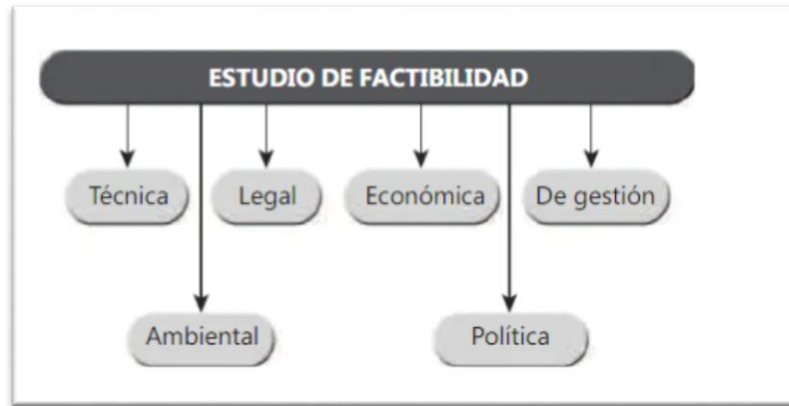 ESTUDIO DE FACTIBILIDAD
Técnica
Legal
Económica
De gestión
Ambiental
Política